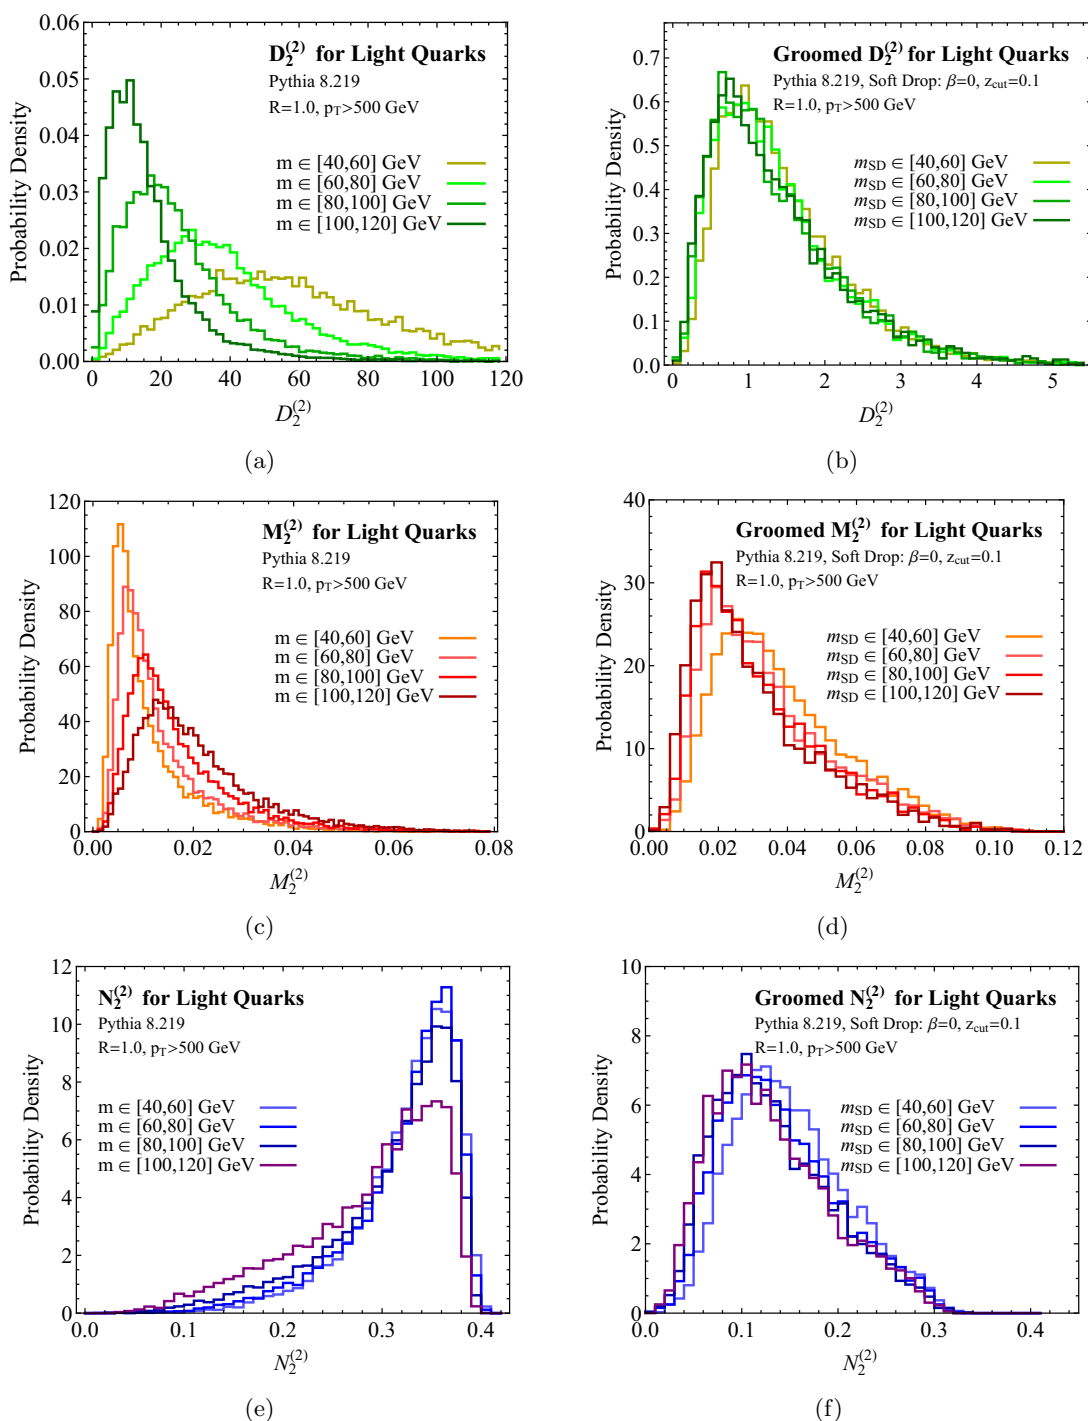 D₂⁽²⁾ for Light Quarks
Pythia 8.219
R=1.0, pT>500 GeV
m ∈ [40,60] GeV
m ∈ [60,80] GeV
m ∈ [80,100] GeV
m ∈ [100,120] GeV
Probability Density
0.06
0.05
0.04
0.03
0.02
0.01
0.00
0 20 40 60 80 100 120
D₂⁽²⁾
(a)
Groomed D₂⁽²⁾ for Light Quarks
Pythia 8.219, Soft Drop: β=0, zcut=0.1
R=1.0, pT>500 GeV
mSD ∈ [40,60] GeV
mSD ∈ [60,80] GeV
mSD ∈ [80,100] GeV
mSD ∈ [100,120] GeV
Probability Density
0.7
0.6
0.5
0.4
0.3
0.2
0.1
0.0
0 1 2 3 4 5
D₂⁽²⁾
(b)
M₂⁽²⁾ for Light Quarks
Pythia 8.219
R=1.0, pT>500 GeV
m ∈ [40,60] GeV
m ∈ [60,80] GeV
m ∈ [80,100] GeV
m ∈ [100,120] GeV
Probability Density
120
100
80
60
40
20
0
0.00 0.02 0.04 0.06 0.08
M₂⁽²⁾
(c)
Groomed M₂⁽²⁾ for Light Quarks
Pythia 8.219, Soft Drop: β=0, zcut=0.1
R=1.0, pT>500 GeV
mSD ∈ [40,60] GeV
mSD ∈ [60,80] GeV
mSD ∈ [80,100] GeV
mSD ∈ [100,120] GeV
Probability Density
40
30
20
10
0
0.00 0.02 0.04 0.06 0.08 0.10 0.12
M₂⁽²⁾
(d)
N₂⁽²⁾ for Light Quarks
Pythia 8.219
R=1.0, pT>500 GeV
m ∈ [40,60] GeV
m ∈ [60,80] GeV
m ∈ [80,100] GeV
m ∈ [100,120] GeV
Probability Density
12
10
8
6
4
2
0
0.0 0.1 0.2 0.3 0.4
N₂⁽²⁾
(e)
Groomed N₂⁽²⁾ for Light Quarks
Pythia 8.219, Soft Drop: β=0, zcut=0.1
R=1.0, pT>500 GeV
mSD ∈ [40,60] GeV
mSD ∈ [60,80] GeV
mSD ∈ [80,100] GeV
mSD ∈ [100,120] GeV
Probability Density
10
8
6
4
2
0
0.0 0.1 0.2 0.3 0.4
N₂⁽²⁾
(f)